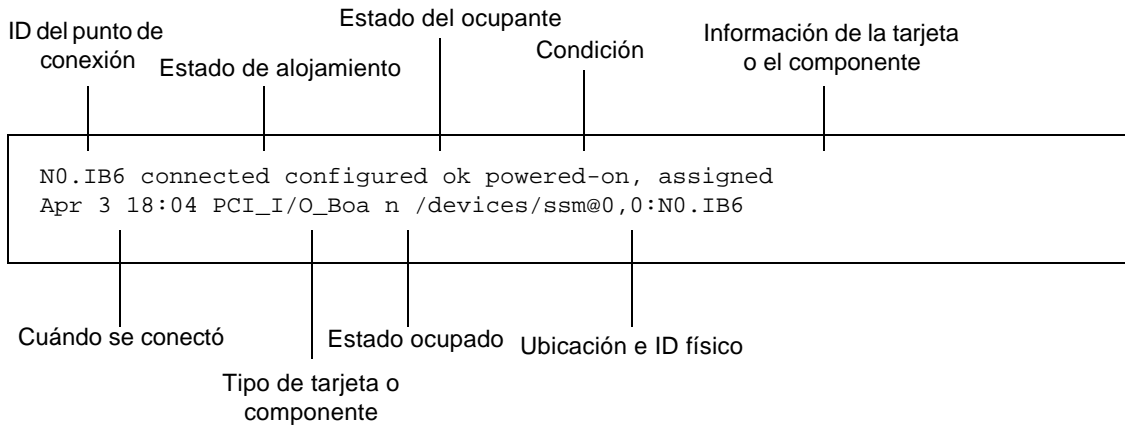 ID del punto de
conexión
Estado de alojamiento
Estado del ocupante
Condición
Información de la tarjeta
o el componente
N0.IB6 connected configured ok powered-on, assigned
Apr 3 18:04 PCI_I/O_Boa n /devices/ssm@0,0:N0.IB6
Cuándo se conectó
Tipo de tarjeta o
componente
Estado ocupado
Ubicación e ID físico